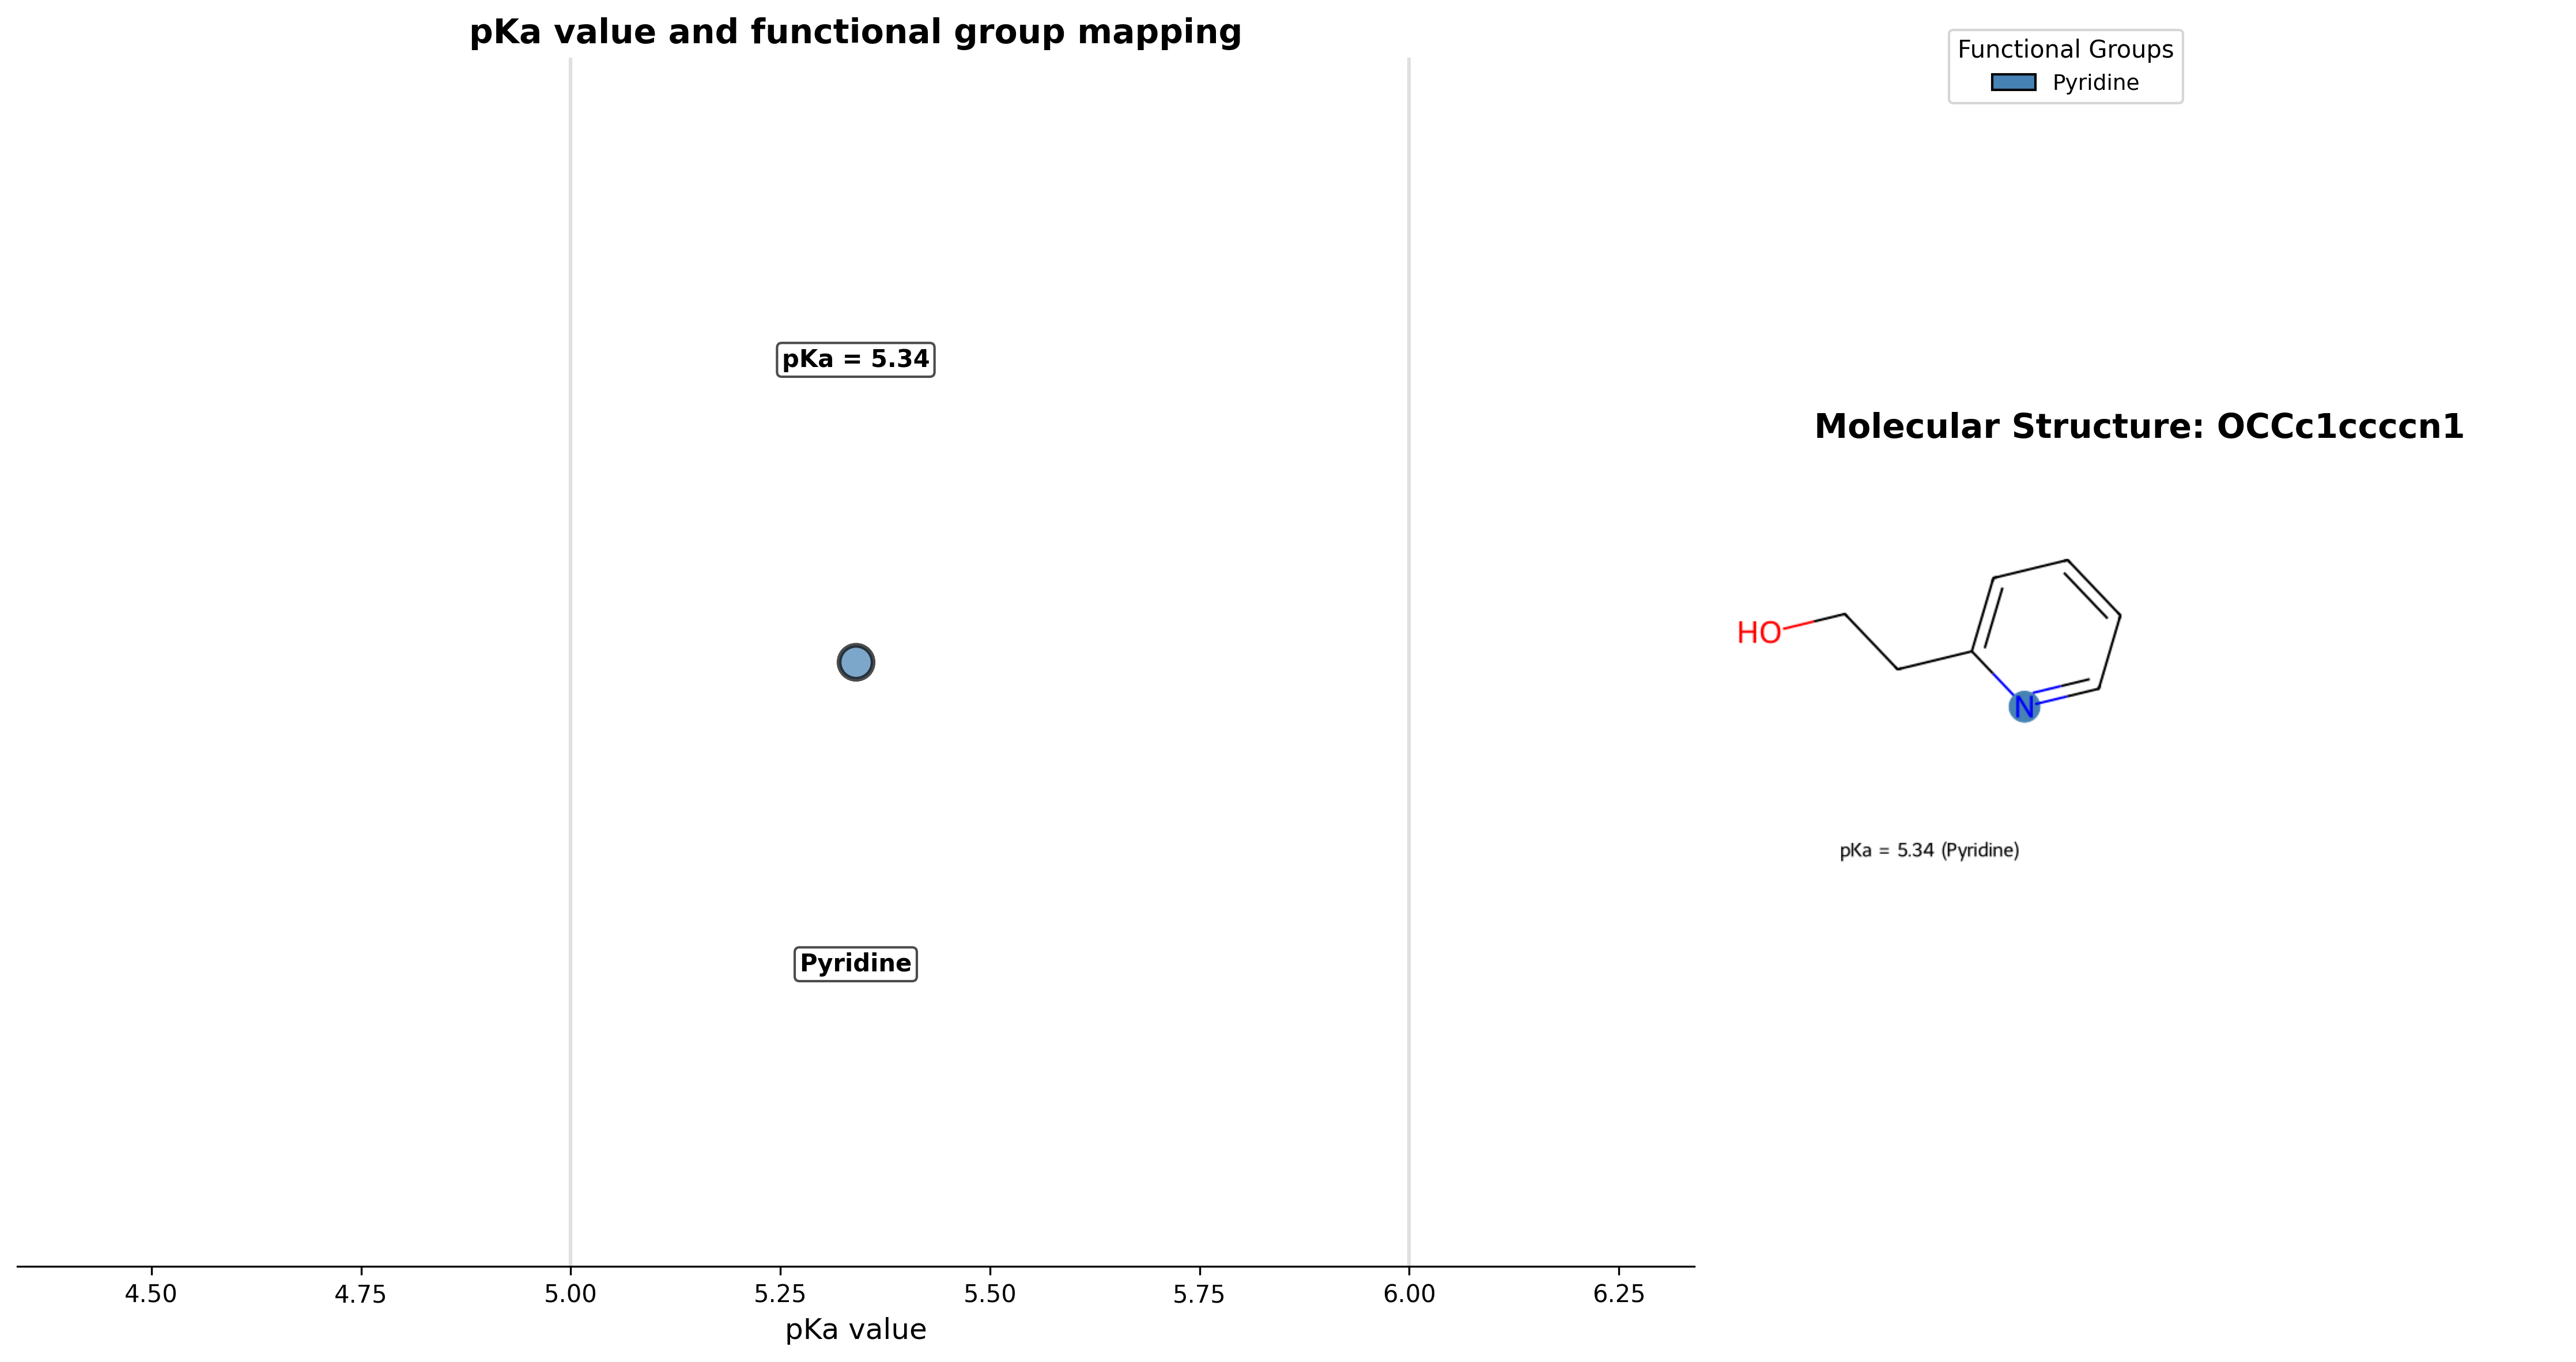 pKa value and functional group mapping
pKa = 5.34
Pyridine
4.50 4.75 5.00 5.25 5.50 5.75 6.00 6.25
pKa value
Functional Groups
Pyridine
Molecular Structure: OCCc1ccccn1
HO
N
pKa = 5.34 (Pyridine)